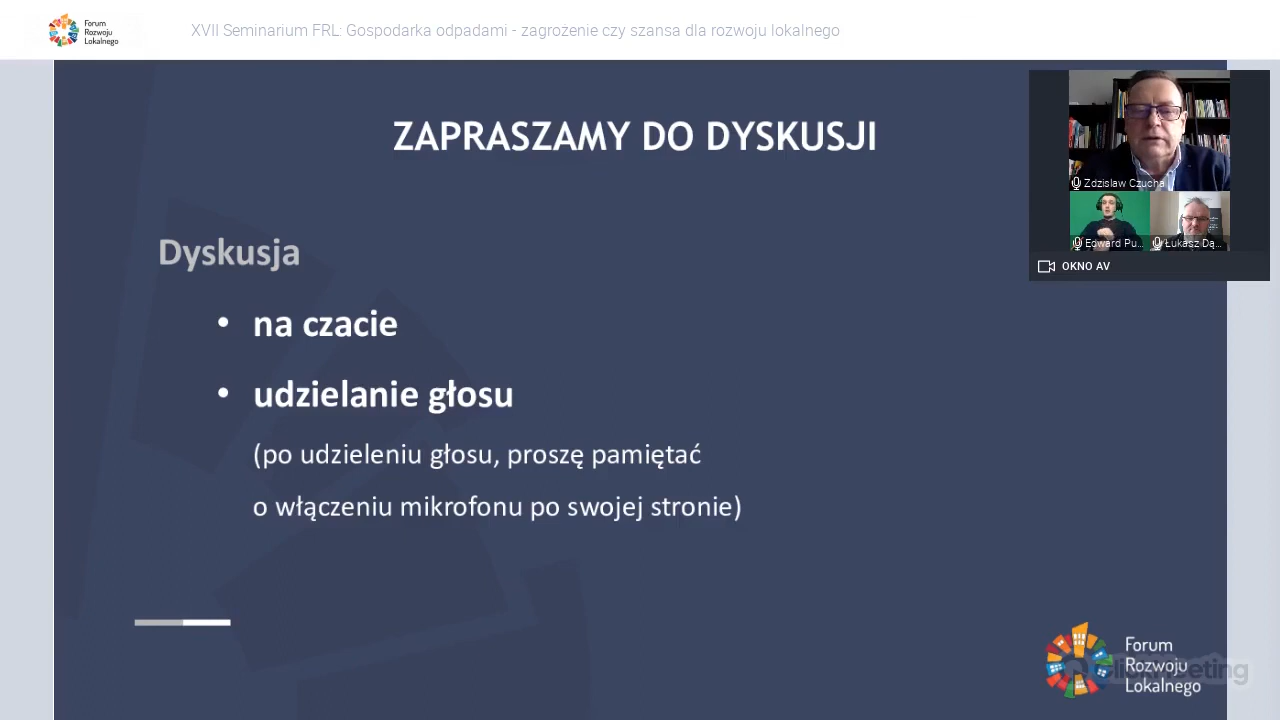 Forum
Rozwoju
Lokalnego
XVII Seminarium FRL: Gospodarka odpadami - zagrożenie czy szansa dla rozwoju lokalnego
ZAPRASZAMY DO DYSKUSJI
Dyskusja
• na czacie
• udzielanie głosu
(po udzieleniu głosu, proszę pamiętać
o włączeniu mikrofonu po swojej stronie)
Zdzisław Czucha
Edward Pu...
Łukasz Dą...
OKNO AV
Forum
Rozwoju
Lokalnego
ClickMeeting